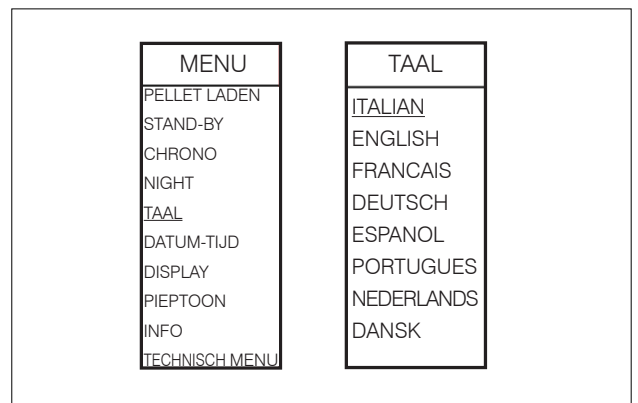 MENU
PELLET LADEN
STAND-BY
CHRONO
NIGHT
TAAL
DATUM-TIJD
DISPLAY
PIEPTOON
INFO
TECHNISCH MENU
TAAL
ITALIAN
ENGLISH
FRANCAIS
DEUTSCH
ESPANOL
PORTUGUES
NEDERLANDS
DANSK